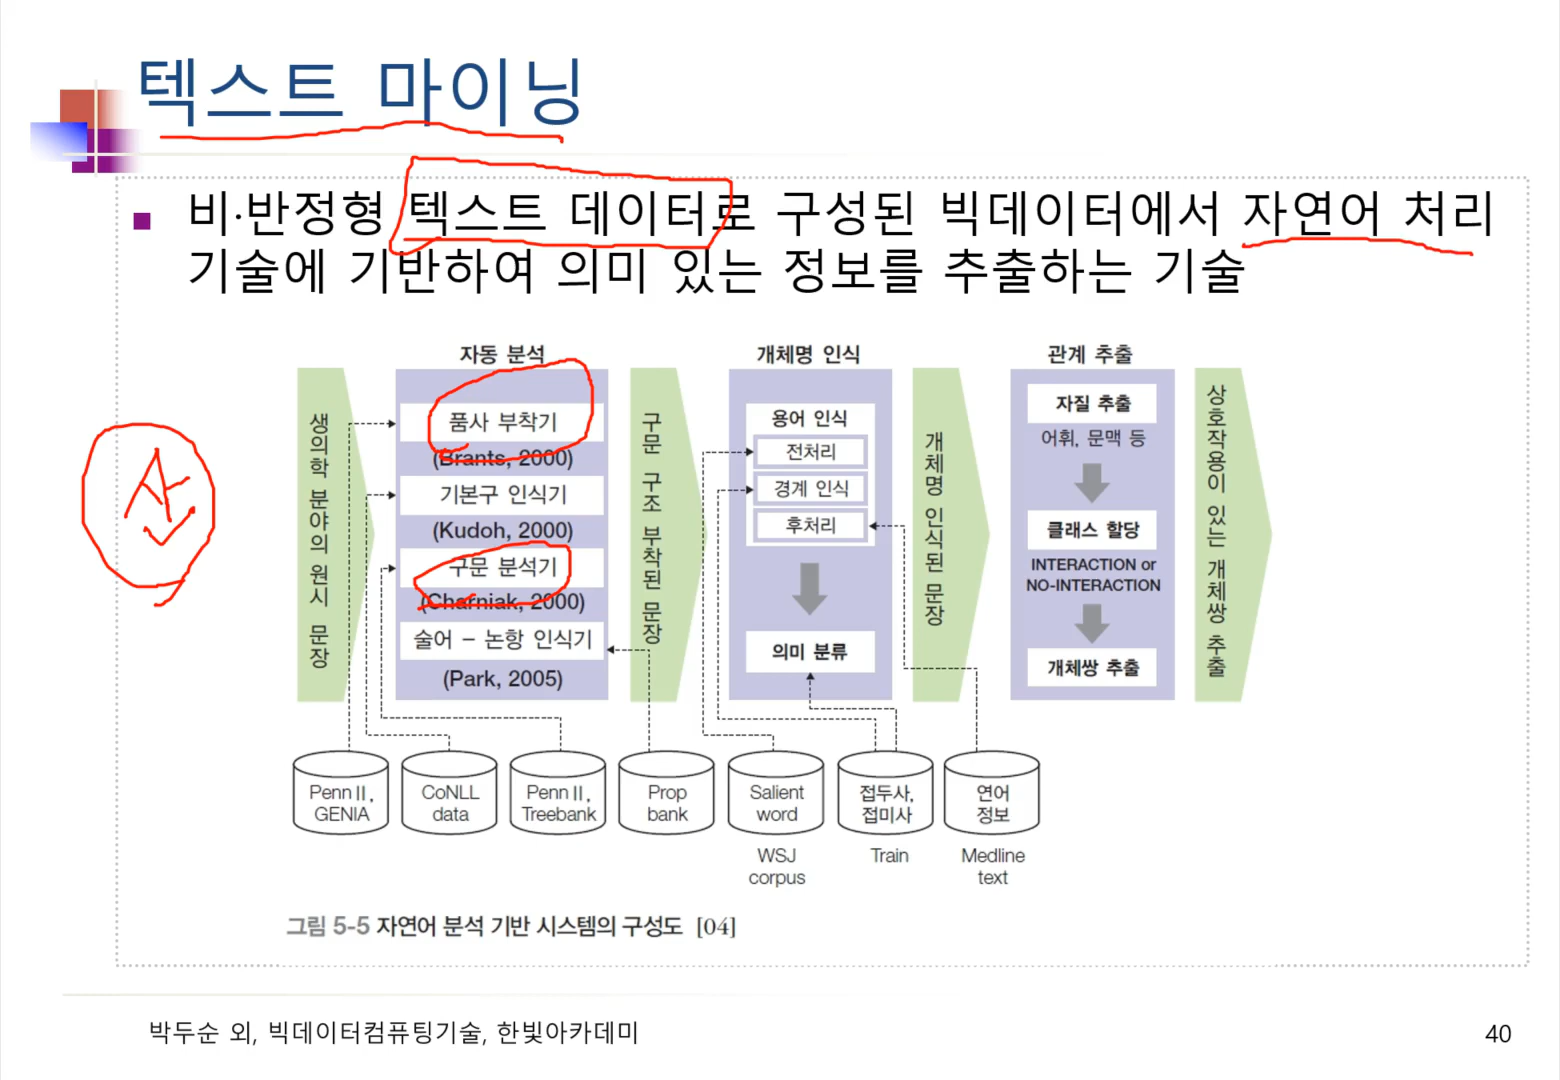 텍스트 마이닝
비·반정형 텍스트 데이터로 구성된 빅데이터에서 자연어 처리
기술에 기반하여 의미 있는 정보를 추출하는 기술
생의학 분야의 원시 문장
자동 분석
품사 부착기
(Brants, 2000)
기본구 인식기
(Kudoh, 2000)
구문 분석기
(Charniak, 2000)
술어 – 논항 인식기
(Park, 2005)
구문 구조 부착된 문장
개체명 인식
용어 인식
전처리
경계 인식
후처리
의미 분류
개체명 인식된 문장
관계 추출
자질 추출
어휘, 문맥 등
클래스 할당
INTERACTION or
NO-INTERACTION
개체쌍 추출
상호작용이 있는 개체쌍 추출
Penn II,
GENIA
CoNLL
data
Penn II,
Treebank
Prop
bank
Salient
word
WSJ
corpus
접두사,
접미사
Train
연어
정보
Medline
text
그림 5-5 자연어 분석 기반 시스템의 구성도 [04]
박두순 외, 빅데이터컴퓨팅기술, 한빛아카데미
40